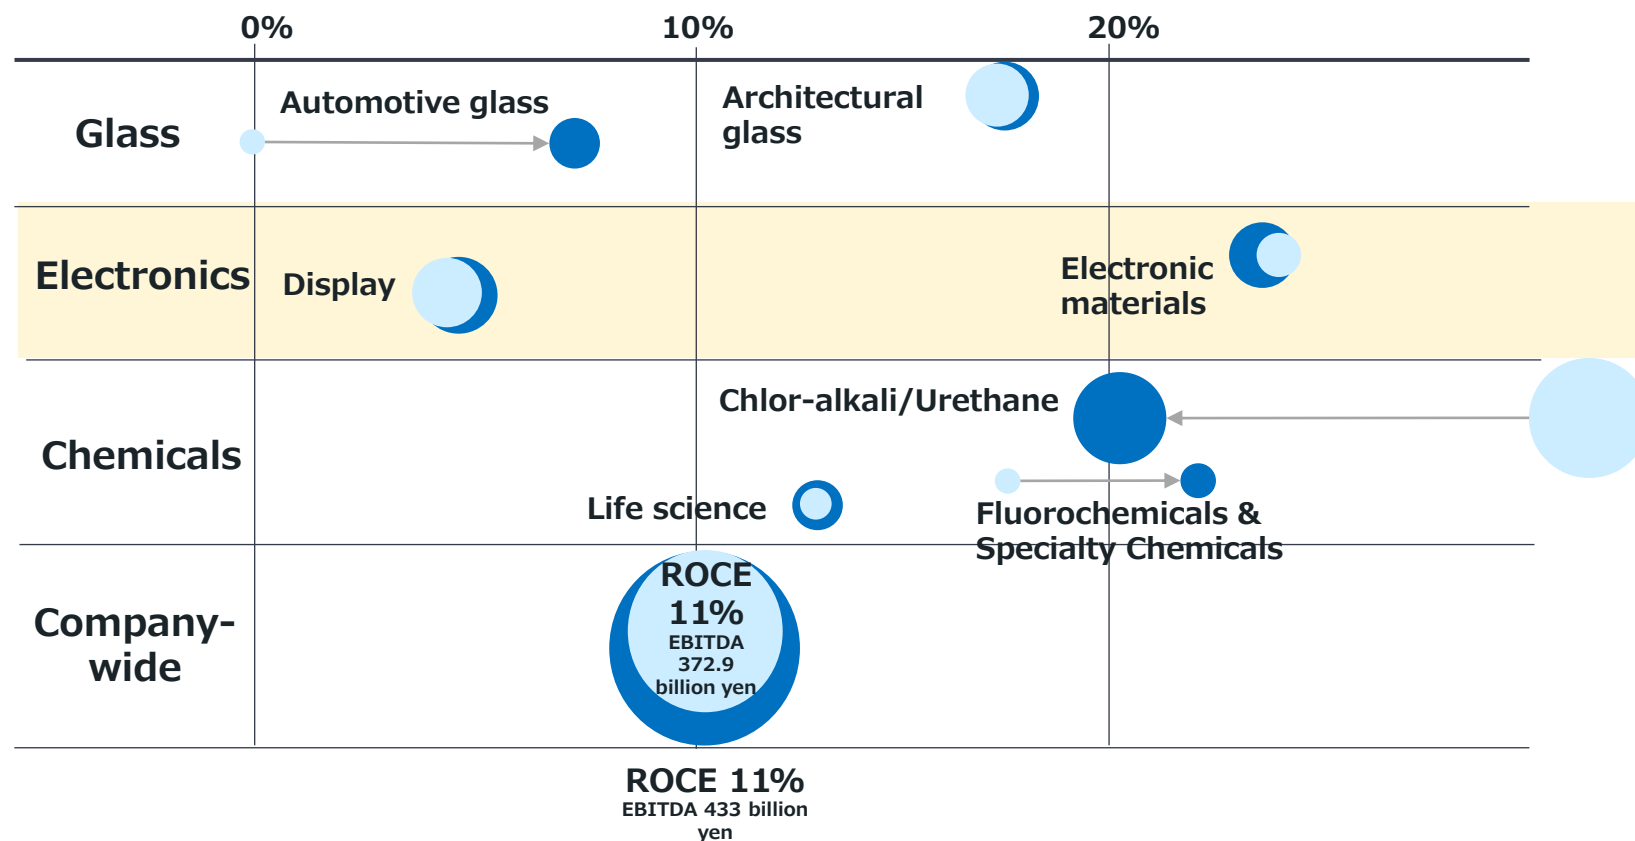 0%
10%
20%
Glass
Automotive glass
Architectural
glass
Electronics
Display
Electronic
materials
Chemicals
Chlor-alkali/Urethane
Life science
Fluorochemicals &
Specialty Chemicals
Company-
wide
ROCE
11%
EBITDA
372.9
billion yen
ROCE 11%
EBITDA 433 billion
yen